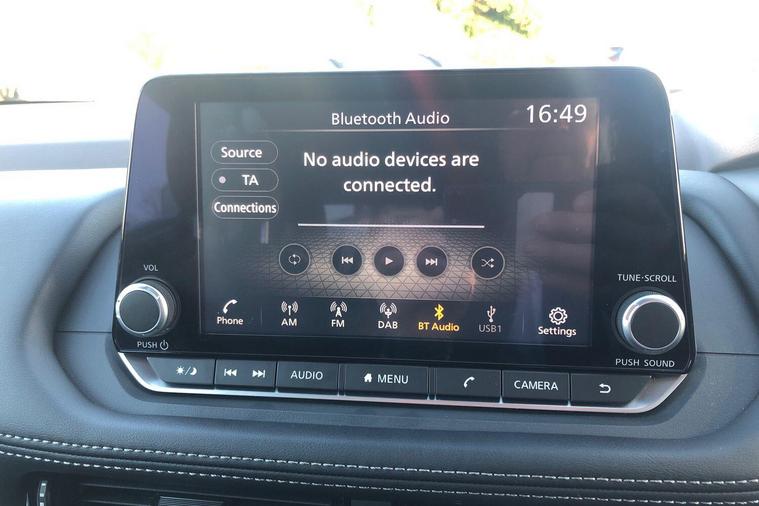 Bluetooth Audio
16:49
Source
TA
Connections
No audio devices are
connected.
VOL
PUSH
TUNE·SCROLL
PUSH SOUND
Phone
AM
FM
DAB
BT Audio
USB1
Settings
AUDIO
MENU
CAMERA